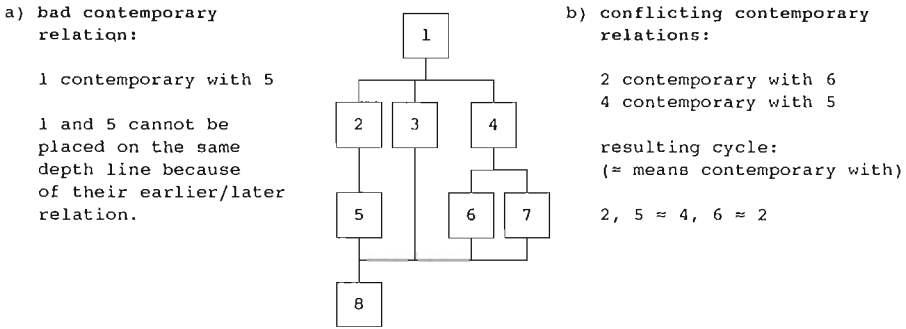 a) bad contemporary
relation:
1 contemporary with 5
1 and 5 cannot be
placed on the same
depth line because
of their earlier/later
relation.
1
2
3
4
5
6
7
8
b) conflicting contemporary
relations:
2 contemporary with 6
4 contemporary with 5
resulting cycle:
(≈ means contemporary with)
2, 5 ≈ 4, 6 ≈ 2